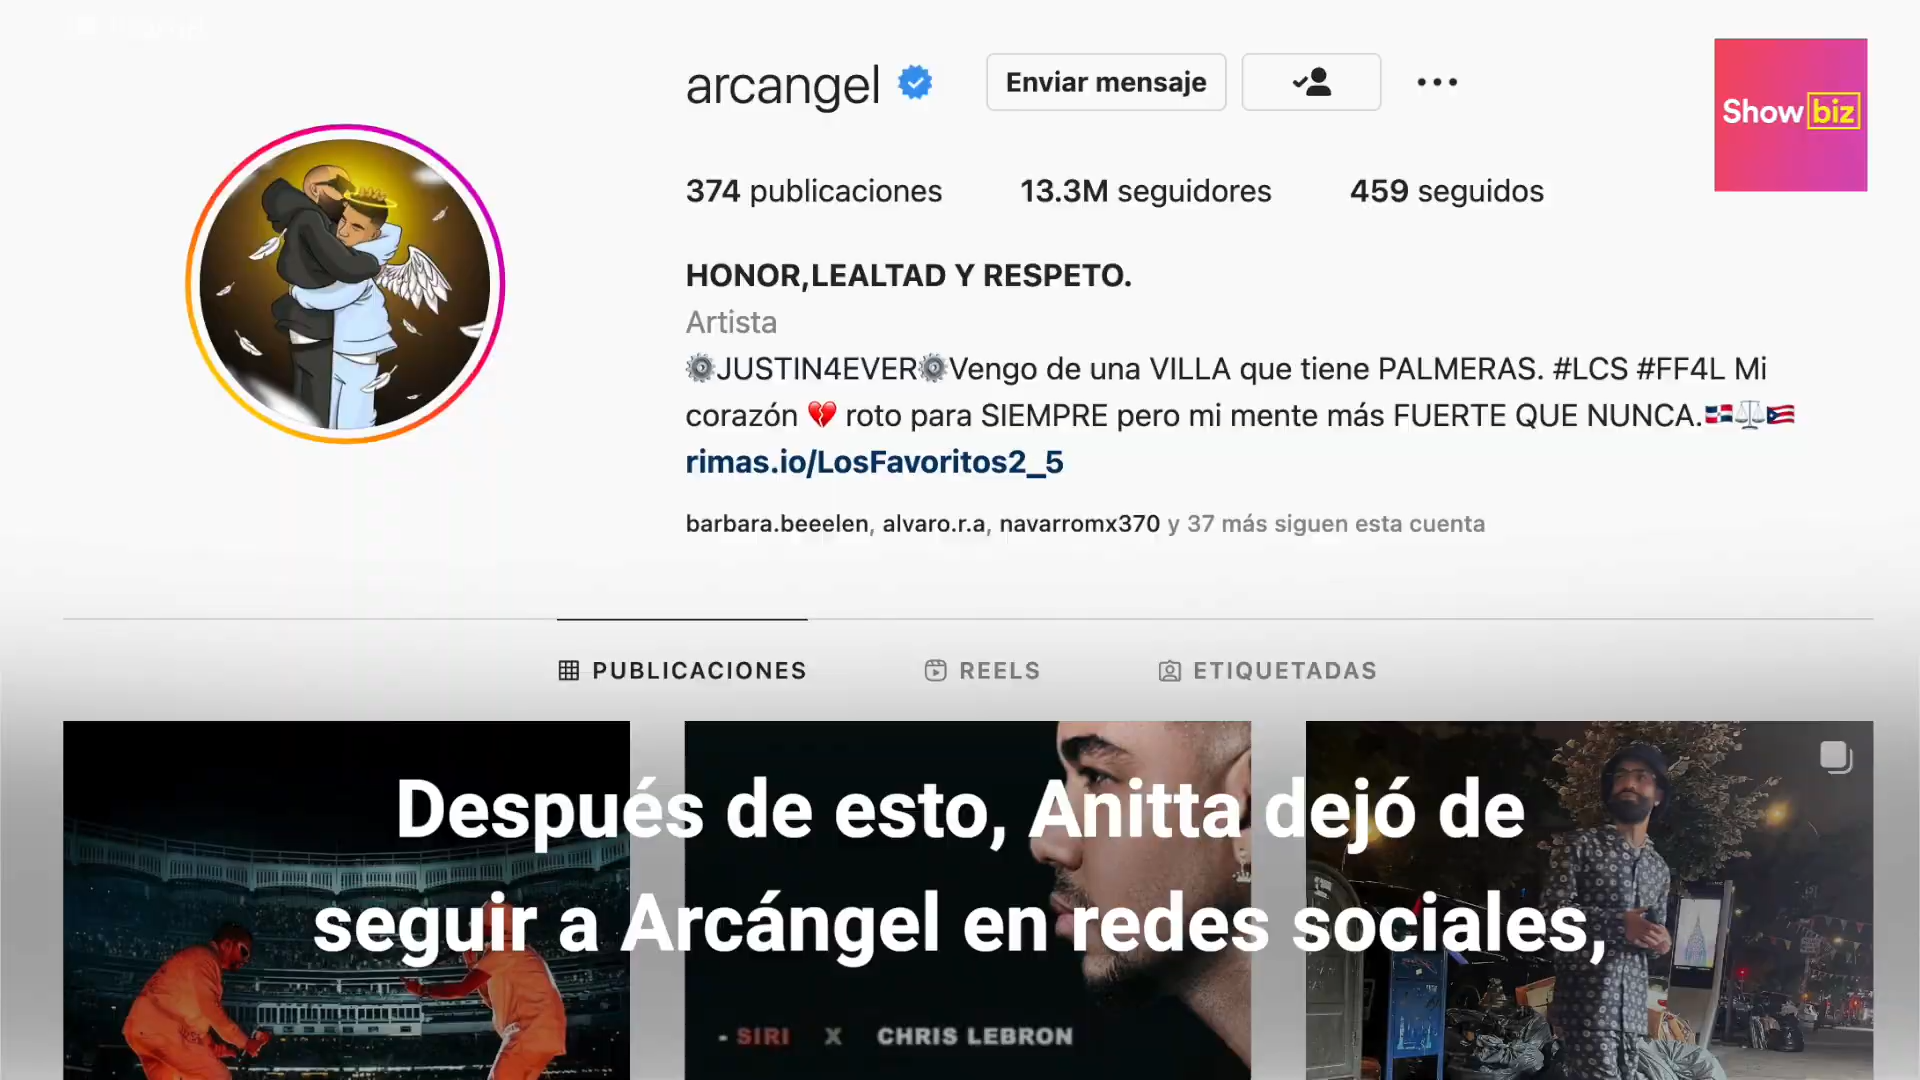 arcangel
Enviar mensaje
Showbiz
374 publicaciones
13.3M seguidores
459 seguidos
HONOR,LEALTAD Y RESPETO.
Artista
⚙️JUSTIN4EVER⚙️Vengo de una VILLA que tiene PALMERAS. #LCS #FF4L Mi
corazón 💔 roto para SIEMPRE pero mi mente más FUERTE QUE NUNCA.🇩🇴⚖️🇵🇷
rimas.io/LosFavoritos2_5
barbara.beeelen, alvaro.r.a, navarromx370 y 37 más siguen esta cuenta
PUBLICACIONES
REELS
ETIQUETADAS
Después de esto, Anitta dejó de
seguir a Arcángel en redes sociales,
- SIRI X CHRIS LEBRON